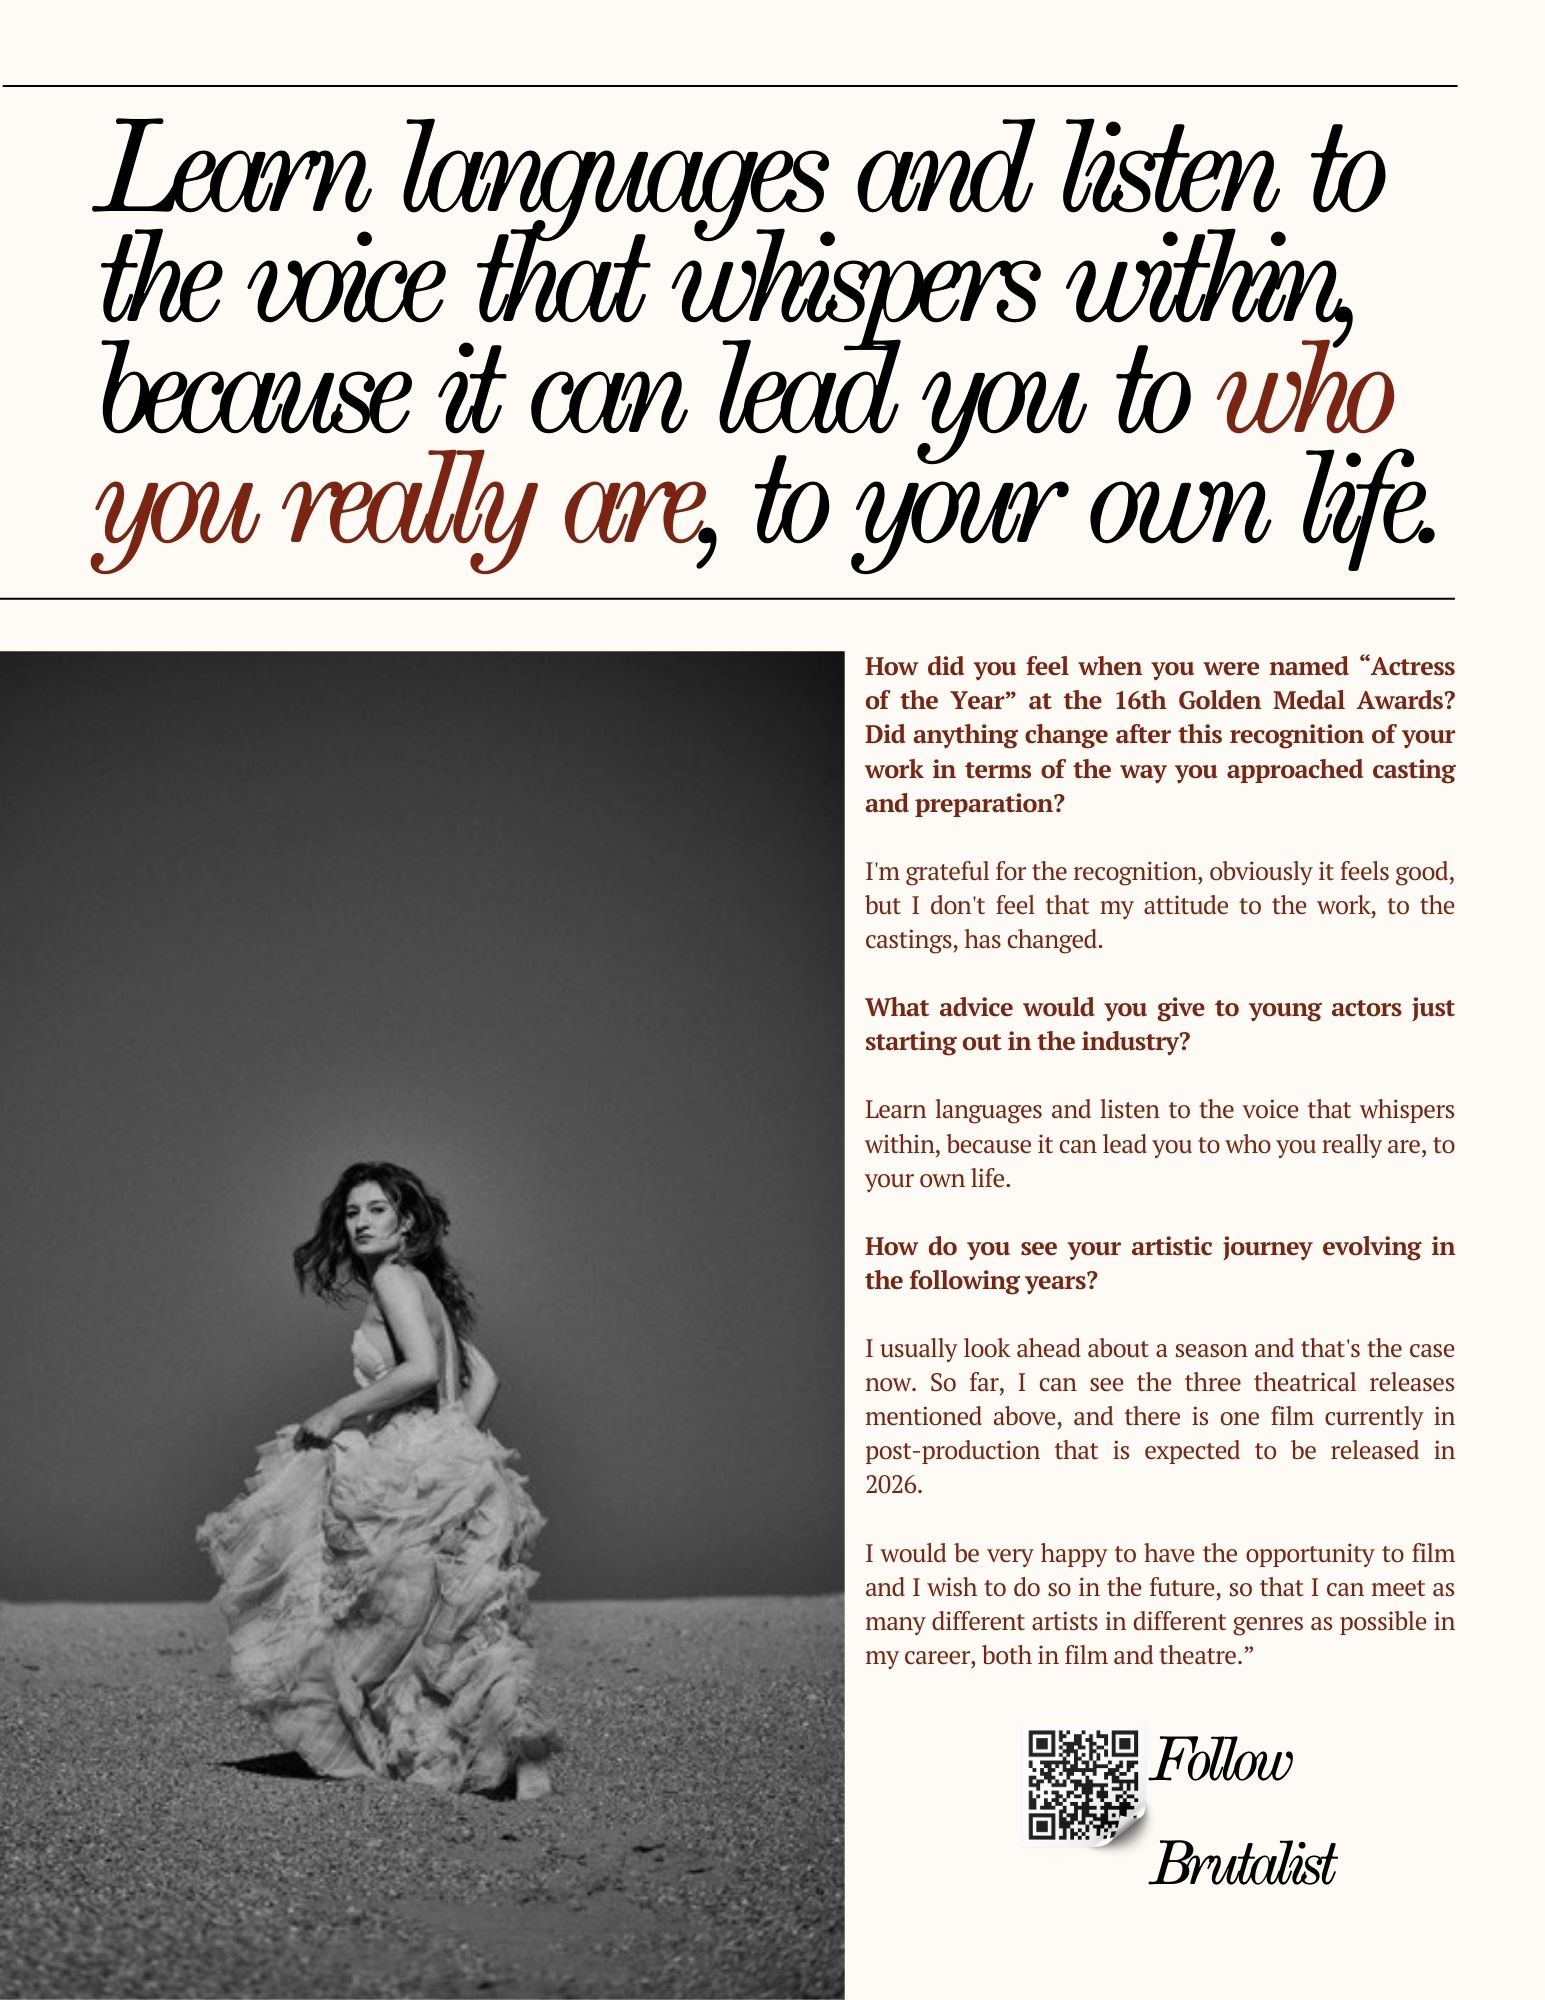 Learn languages and listen to
the voice that whispers within,
because it can lead you to who
you really are, to your own life.
How did you feel when you were named “Actress
of the Year” at the 16th Golden Medal Awards?
Did anything change after this recognition of your
work in terms of the way you approached casting
and preparation?
I'm grateful for the recognition, obviously it feels good,
but I don't feel that my attitude to the work, to the
castings, has changed.
What advice would you give to young actors just
starting out in the industry?
Learn languages and listen to the voice that whispers
within, because it can lead you to who you really are, to
your own life.
How do you see your artistic journey evolving in
the following years?
I usually look ahead about a season and that's the case
now. So far, I can see the three theatrical releases
mentioned above, and there is one film currently in
post-production that is expected to be released in
2026.
I would be very happy to have the opportunity to film
and I wish to do so in the future, so that I can meet as
many different artists in different genres as possible in
my career, both in film and theatre.”
Follow
Brutalist